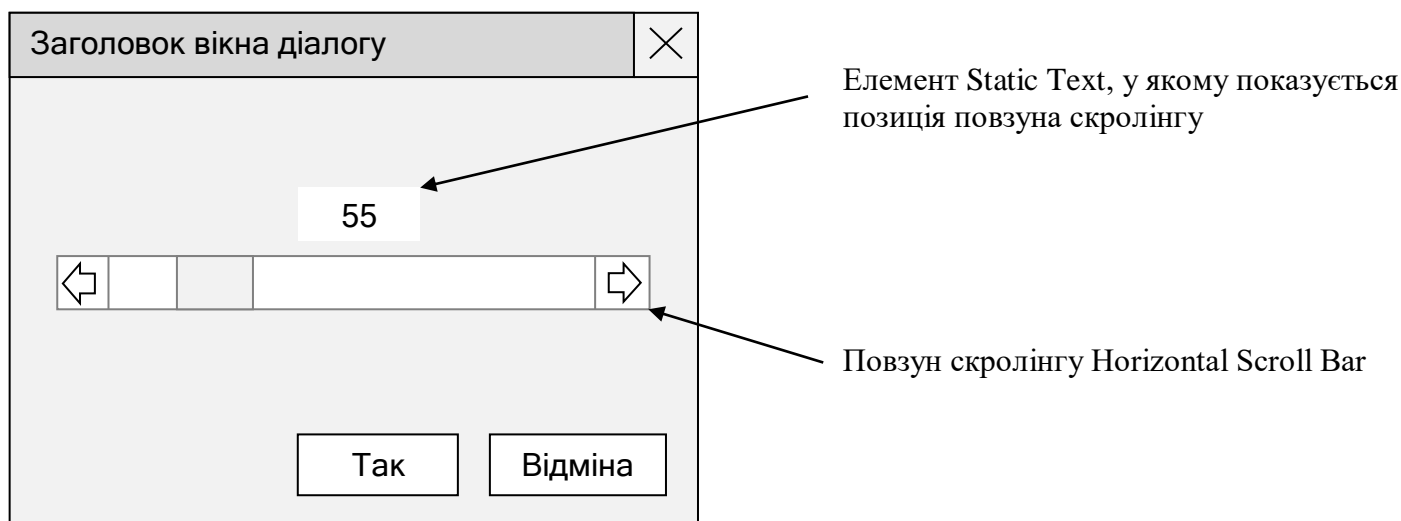 Заголовок вікна діалогу
Елемент Static Text, у якому показується
позиція повзуна скролінгу
55
Повзун скролінгу Horizontal Scroll Bar
Так
Відміна